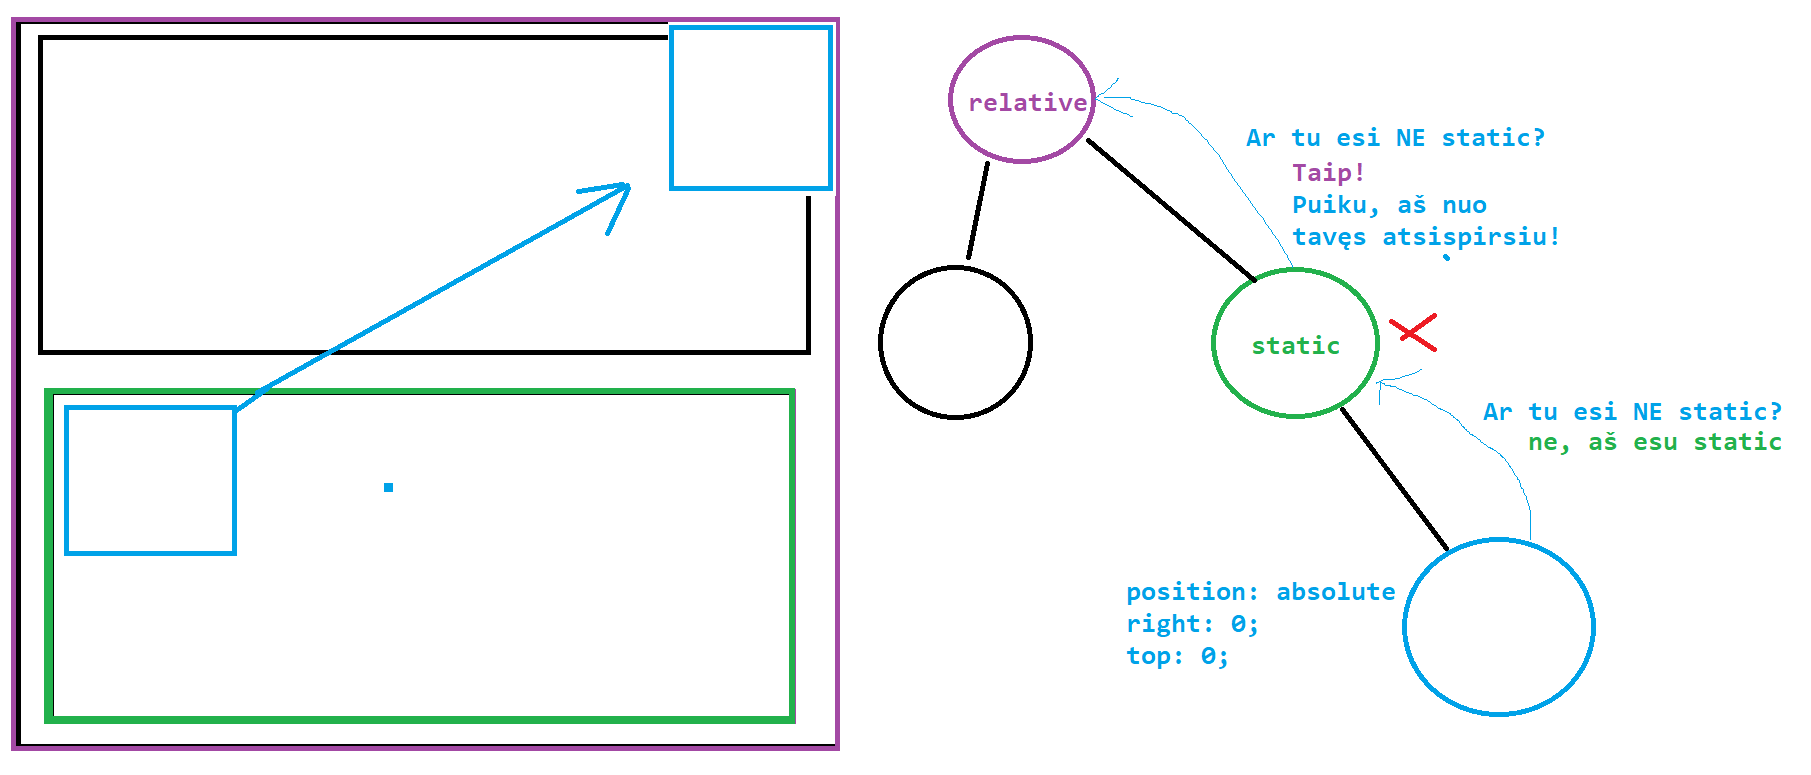 relative
Ar tu esi NE static?
Taip!
Puiku, aš nuo
tavęs atsispirsiu!
static
Ar tu esi NE static?
ne, aš esu static
position: absolute
right: 0;
top: 0;